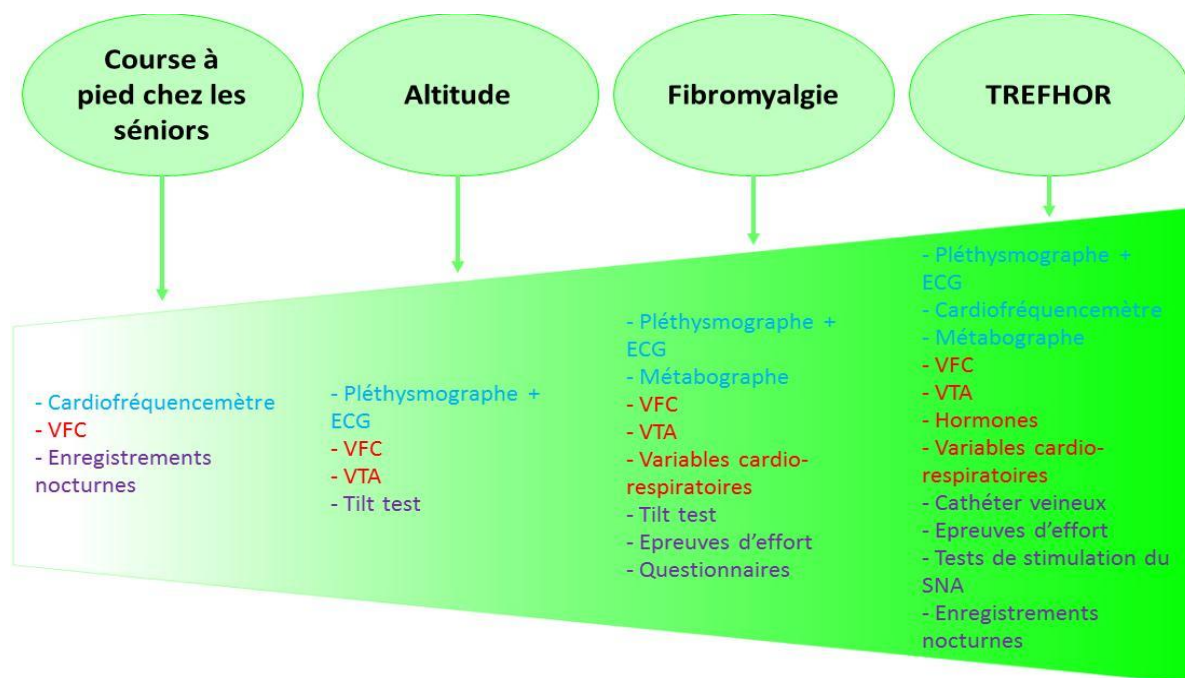 Course à
pied chez les
séniors
Altitude
Fibromyalgie
TREFHOR
- Cardiofréquencemètre
- VFC
- Enregistrements
nocturnes
- Pléthysmographe +
ECG
- VFC
- VTA
- Tilt test
- Pléthysmographe +
ECG
- Métabographe
- VFC
- VTA
- Variables cardio-
respiratoires
- Tilt test
- Epreuves d’effort
- Questionnaires
- Pléthysmographe +
ECG
- Cardiofréquencemètre
- Métabographe
- VFC
- VTA
- Hormones
- Variables cardio-
respiratoires
- Cathéter veineux
- Epreuves d’effort
- Tests de stimulation du
SNA
- Enregistrements
nocturnes